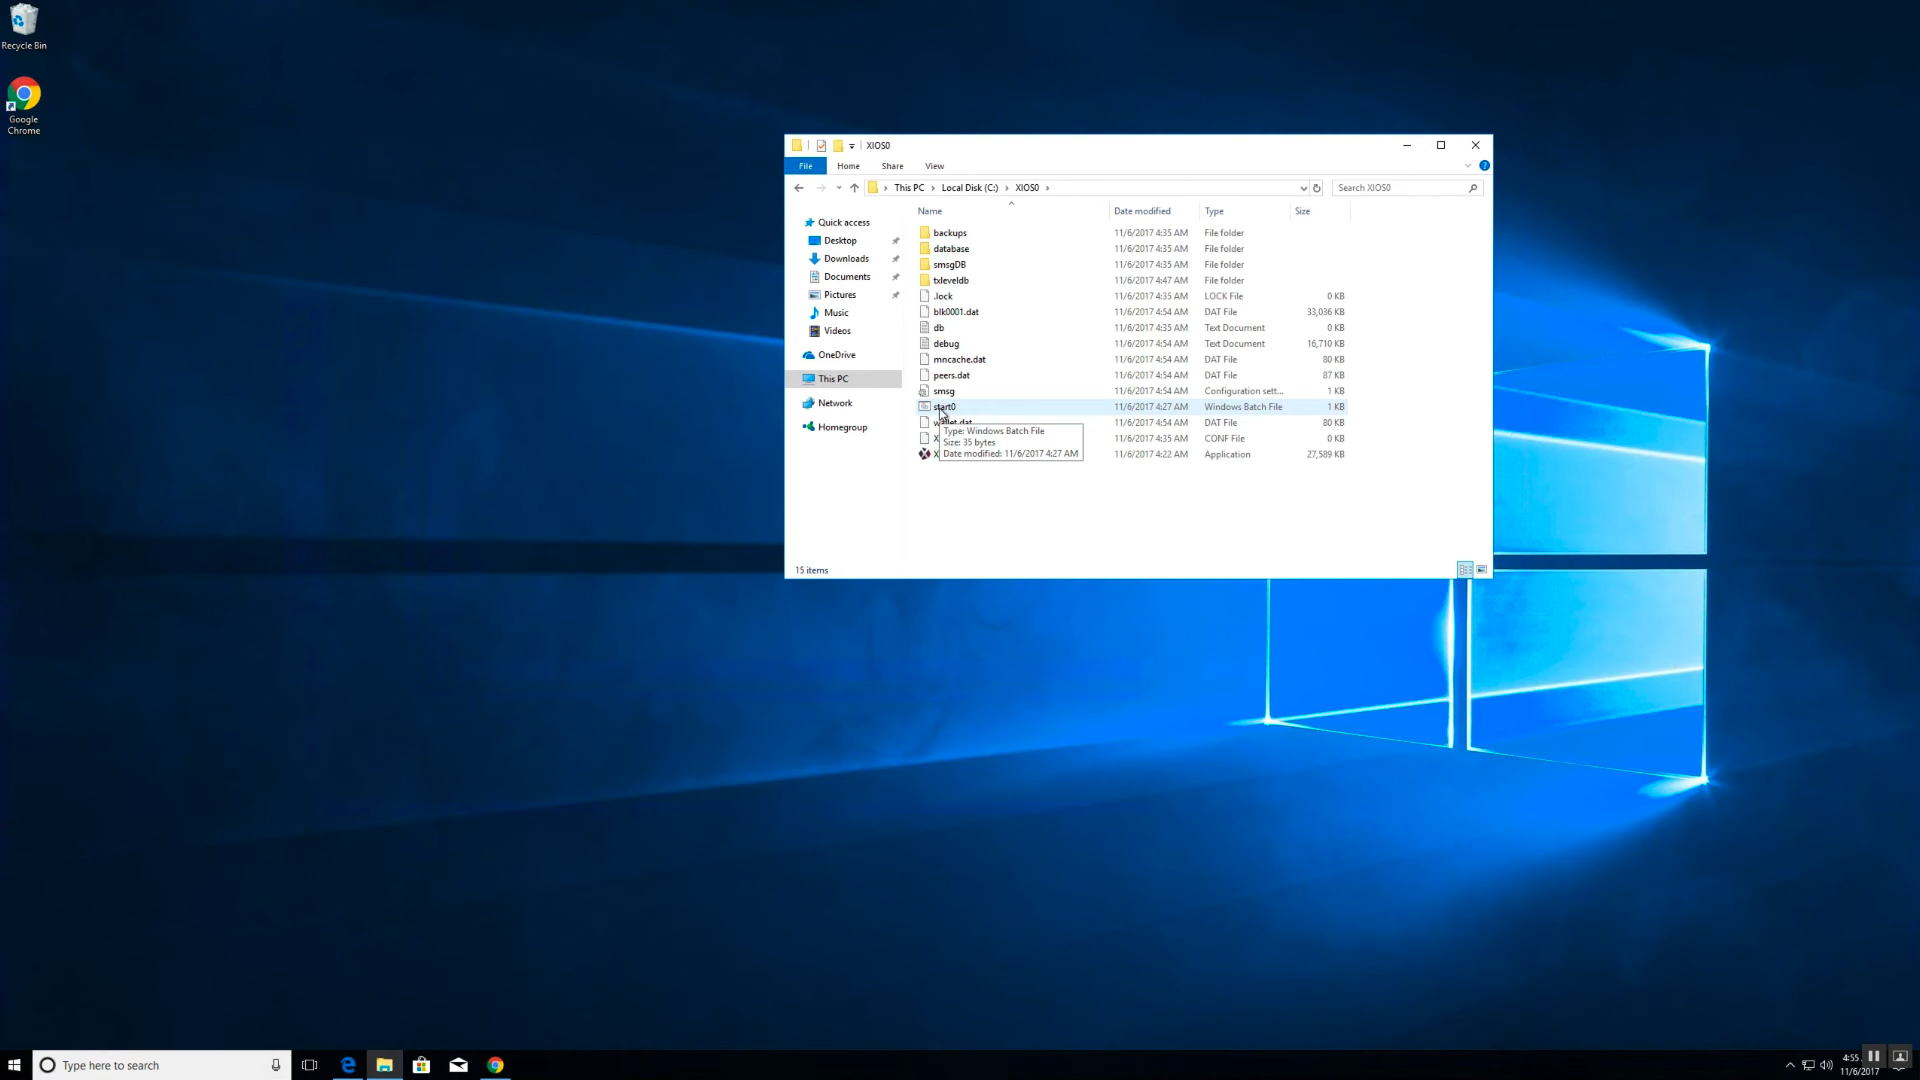 Recycle Bin
Google
Chrome
XIOS0
File Home Share View
This PC Local Disk (C:) XIOS0
Search XIOS0
Name Date modified Type Size
Quick access
Desktop
Downloads
Documents
Pictures
Music
Videos
OneDrive
This PC
Network
Homegroup
backups 11/6/2017 4:35 AM File folder
database 11/6/2017 4:35 AM File folder
smsgDB 11/6/2017 4:35 AM File folder
txleveldb 11/6/2017 4:47 AM File folder
.lock 11/6/2017 4:35 AM LOCK File 0 KB
blk0001.dat 11/6/2017 4:54 AM DAT File 33,036 KB
db 11/6/2017 4:35 AM Text Document 0 KB
debug 11/6/2017 4:54 AM Text Document 16,710 KB
mncache.dat 11/6/2017 4:54 AM DAT File 80 KB
peers.dat 11/6/2017 4:54 AM DAT File 87 KB
smsg 11/6/2017 4:54 AM Configuration sett... 1 KB
start0 11/6/2017 4:27 AM Windows Batch File 1 KB
wallet.dat 11/6/2017 4:54 AM DAT File 80 KB
X 11/6/2017 4:35 AM CONF File 0 KB
X 11/6/2017 4:22 AM Application 27,589 KB
Type: Windows Batch File
Size: 35 bytes
Date modified: 11/6/2017 4:27 AM
15 items
Type here to search
4:55
11/6/2017